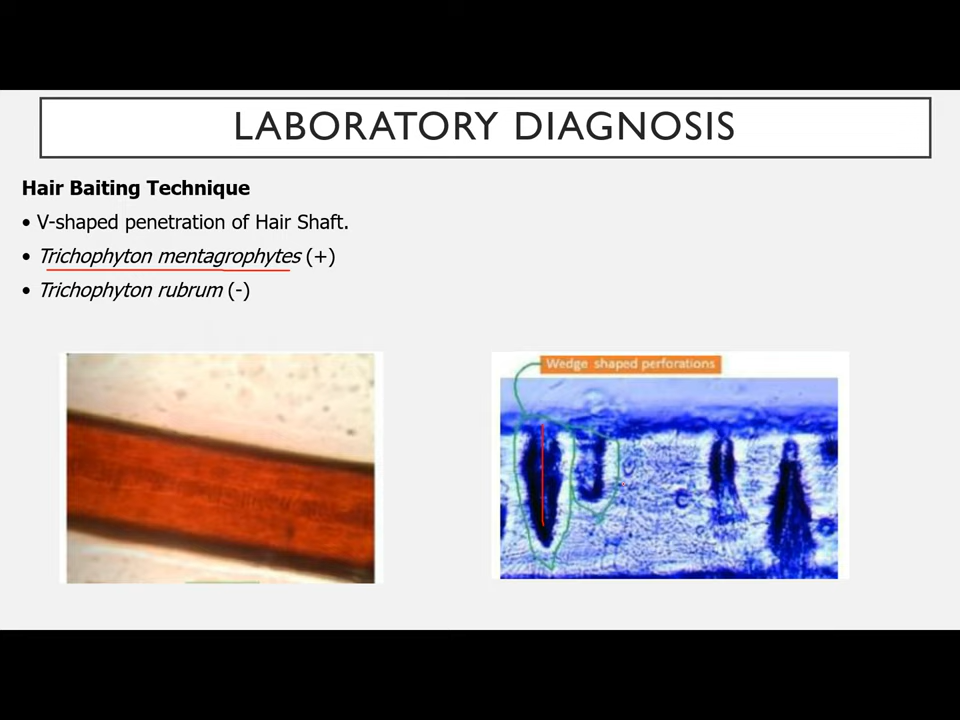 LABORATORY DIAGNOSIS
Hair Baiting Technique
• V-shaped penetration of Hair Shaft.
• Trichophyton mentagrophytes (+)
• Trichophyton rubrum (-)
Wedge shaped perforations